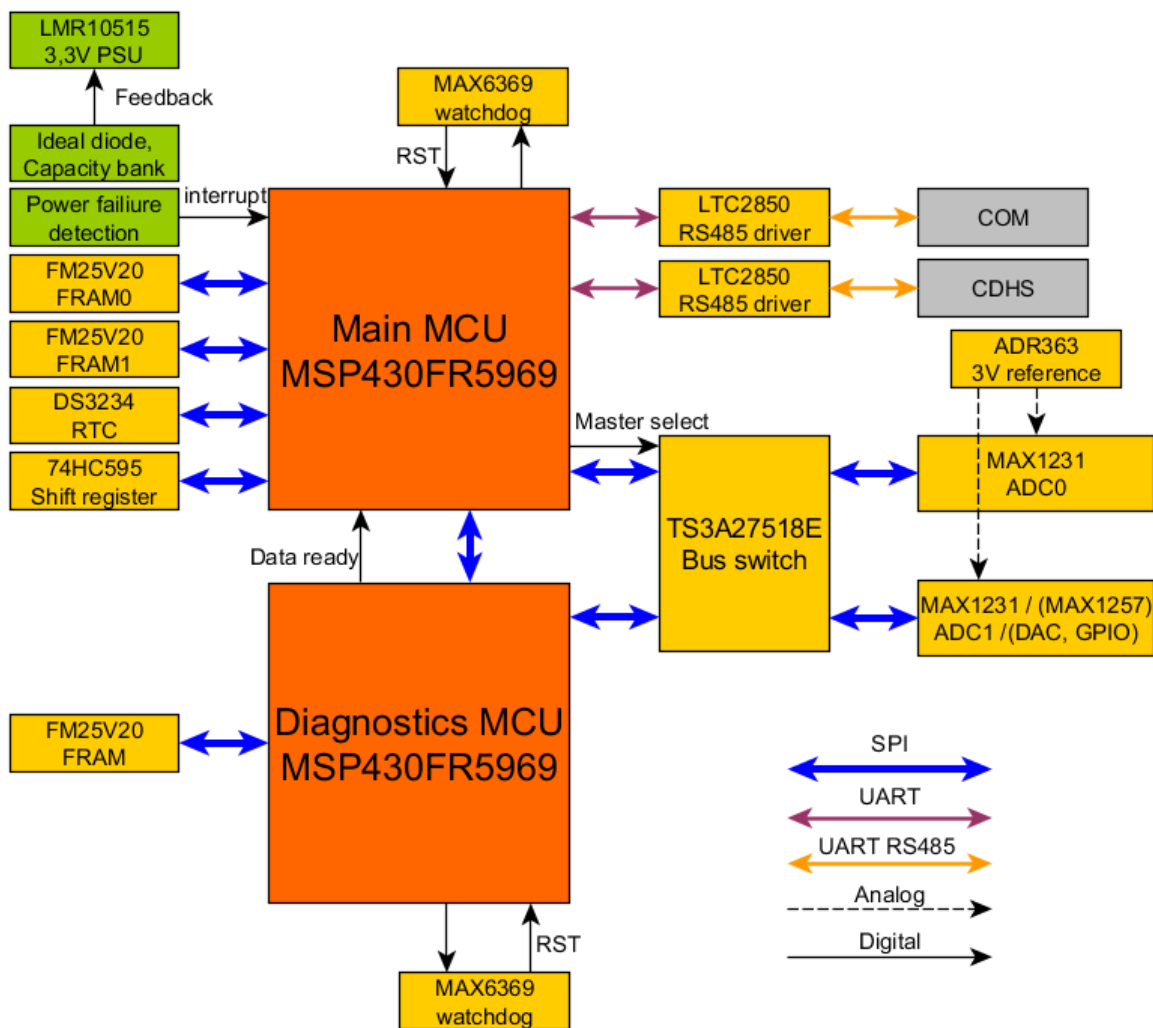 LMR10515
3,3V PSU
Feedback
Ideal diode,
Capacity bank
Power failiure
detection
interrupt
MAX6369
watchdog
RST
FM25V20
FRAM0
FM25V20
FRAM1
DS3234
RTC
74HC595
Shift register
Main MCU
MSP430FR5969
LTC2850
RS485 driver
COM
LTC2850
RS485 driver
CDHS
ADR363
3V reference
Master select
MAX1231
ADC0
TS3A27518E
Bus switch
Data ready
MAX1231 / (MAX1257)
ADC1 /(DAC, GPIO)
Diagnostics MCU
MSP430FR5969
FM25V20
FRAM
SPI
UART
UART RS485
Analog
Digital
RST
MAX6369
watchdog